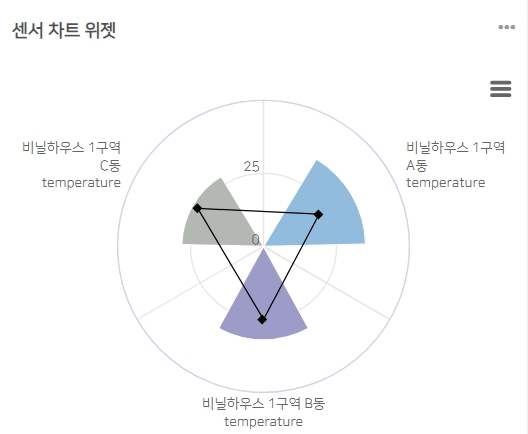 센서 차트 위젯
비닐하우스 1구역
C동
temperature
비닐하우스 1구역
A동
temperature
25
0
비닐하우스 1구역 B동
temperature